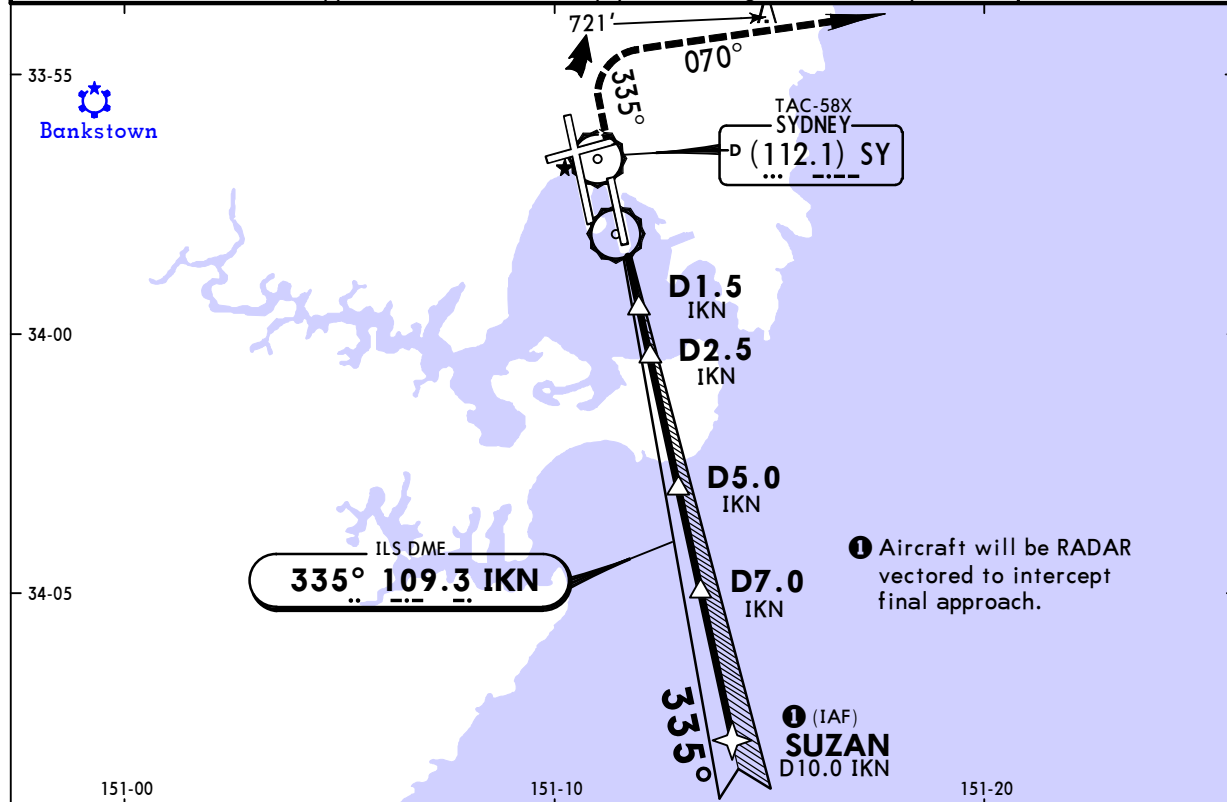 721'
070°
335°
33-55
Bankstown
TAC-58X
SYDNEY
D (112.1) SY
D1.5
IKN
34-00
D2.5
IKN
D5.0
IKN
ILS DME
335° 109.3 IKN
❶ Aircraft will be RADAR
vectored to intercept
final approach.
34-05
D7.0
IKN
335°
❶ (IAF)
SUZAN
D10.0 IKN
151-00
151-10
151-20